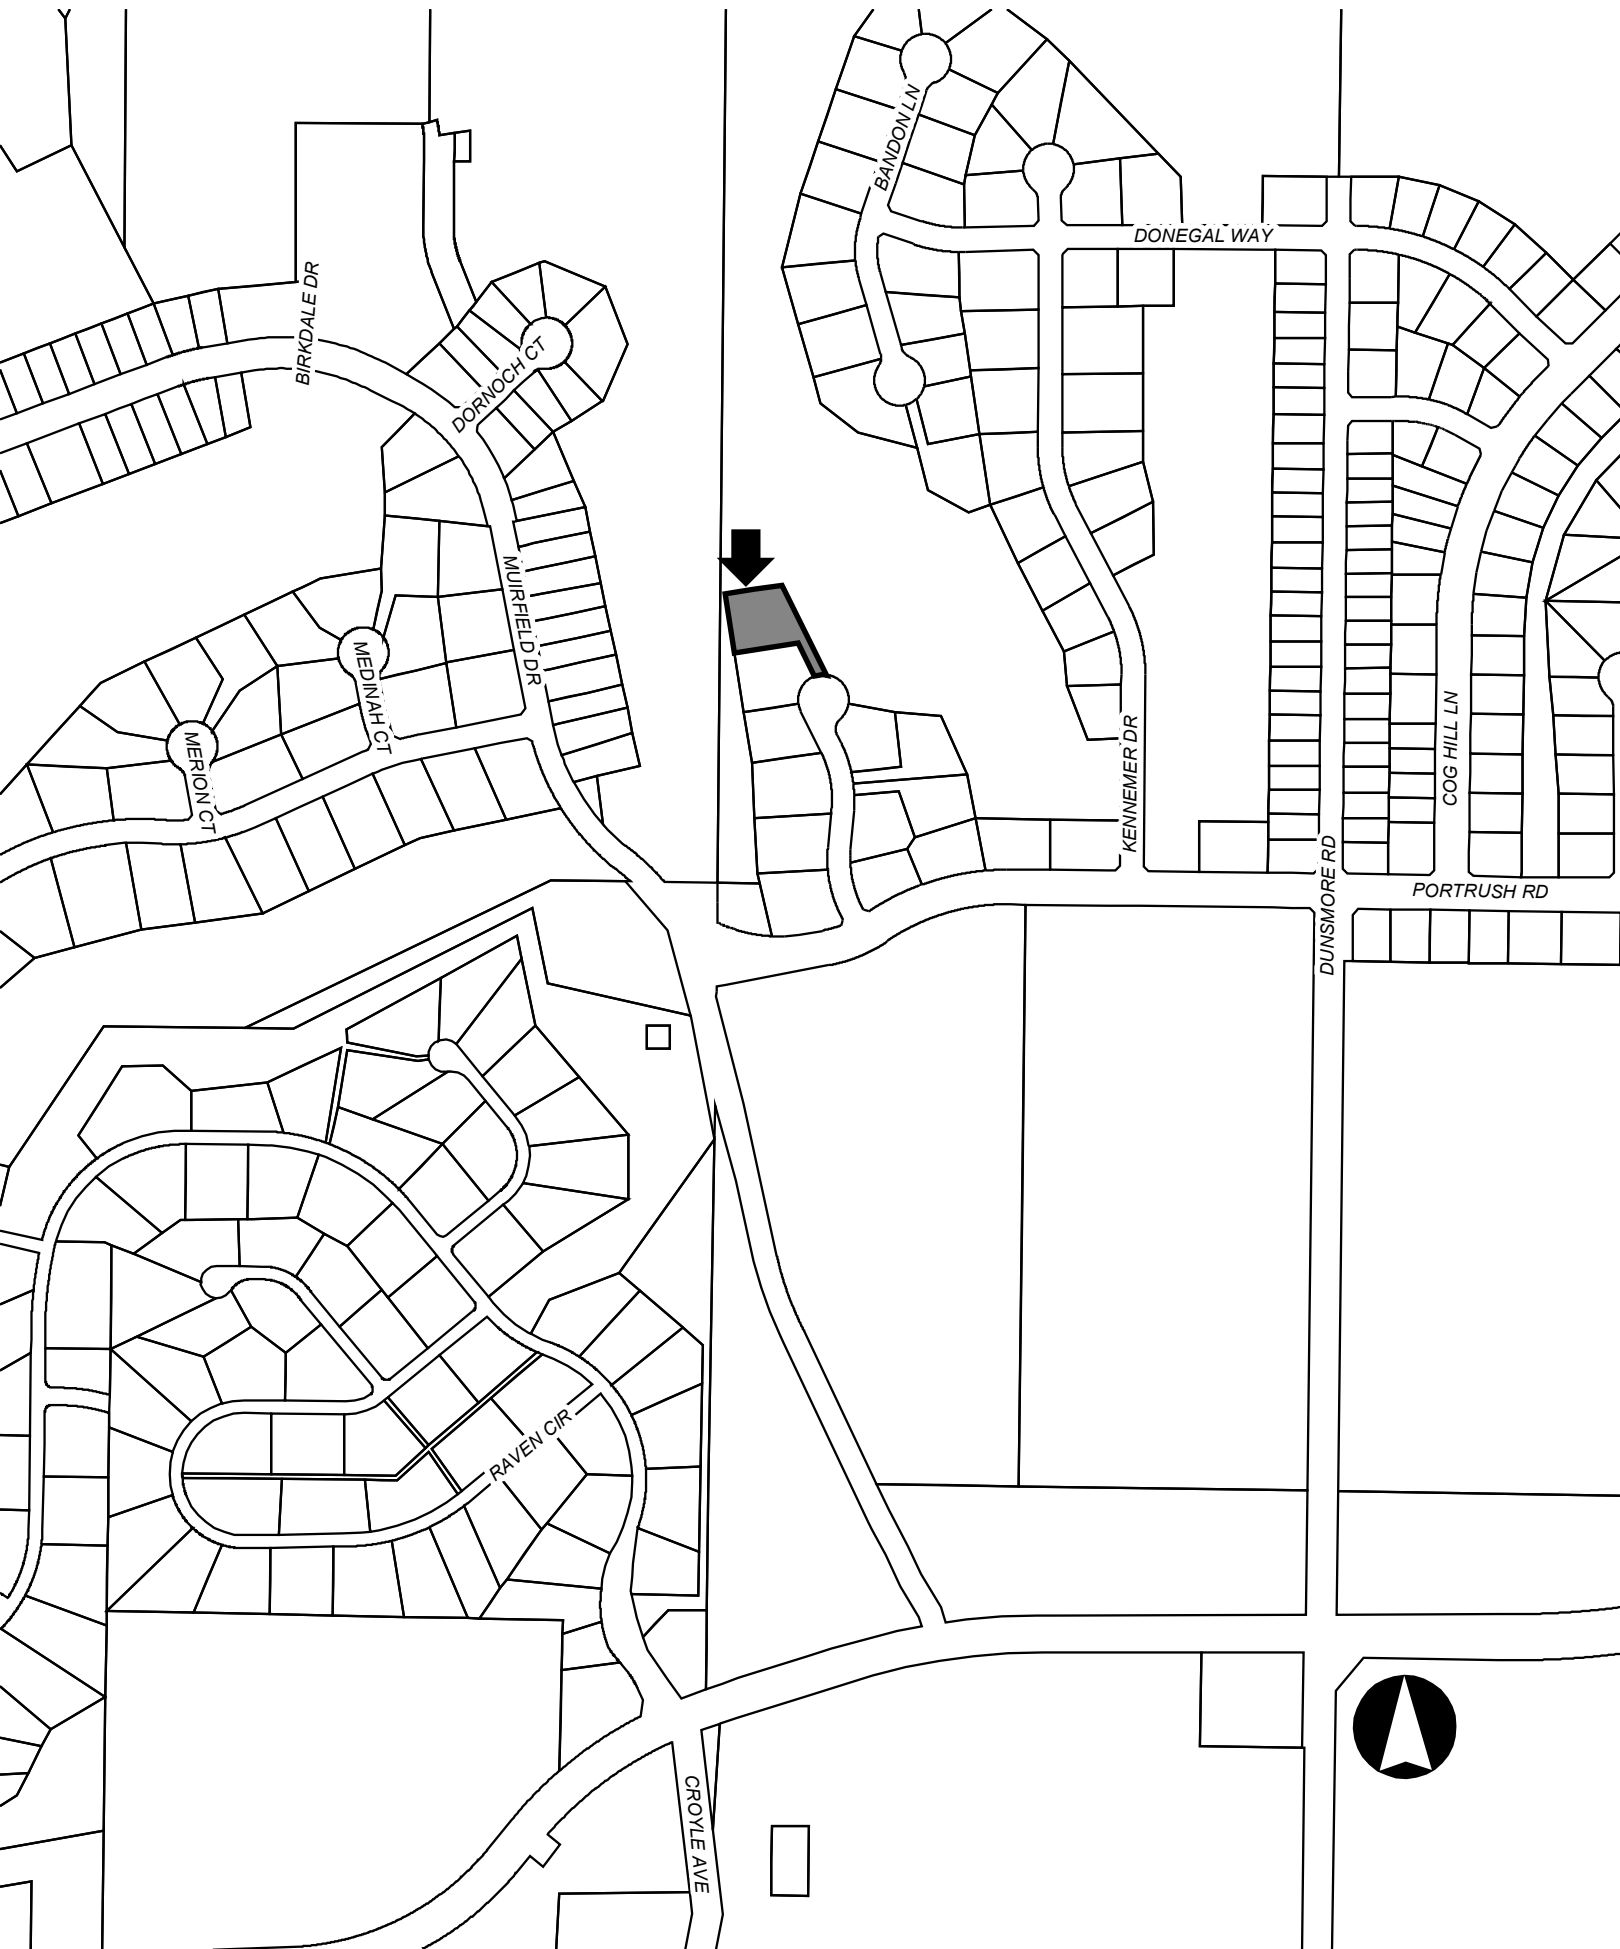 BANDON LN
DONEGAL WAY
BIRKDALE DR
DORNOCH CT
MUIRFIELD DR
MEDINAH CT
MERION CT
KENNEMER DR
COG HILL LN
DUNSMORE RD
PORTRUSH RD
RAVEN CIR
CROYLE AVE